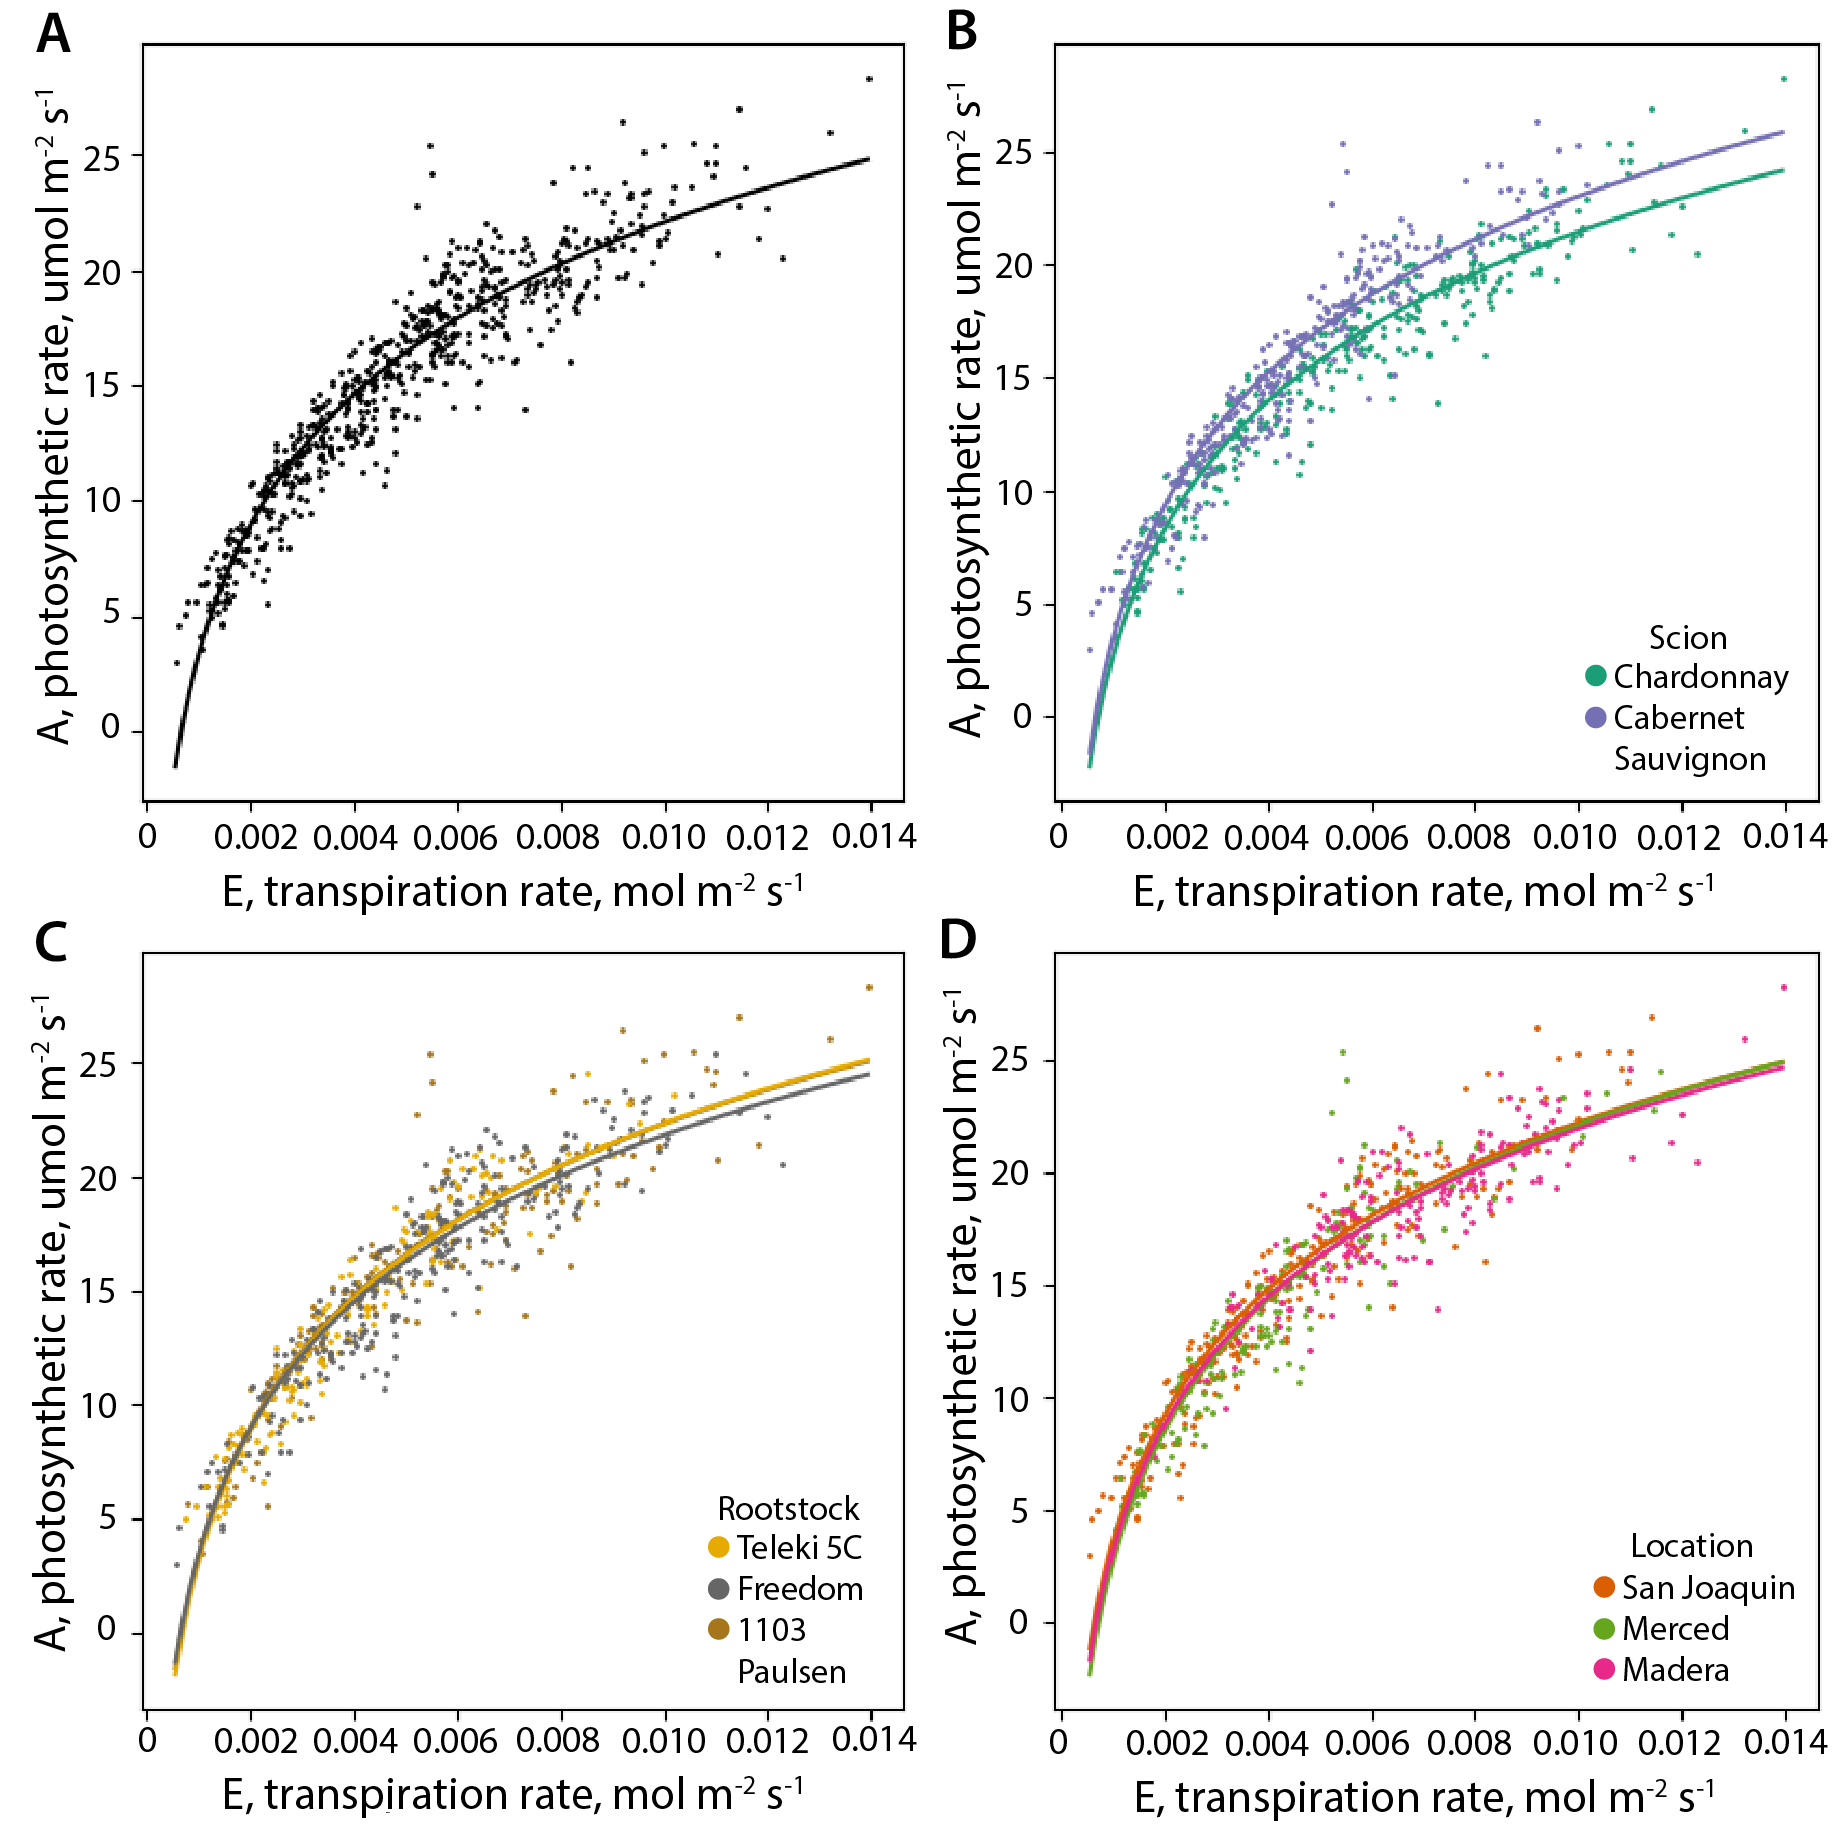 A
A, photosynthetic rate, umol m-2 s-1
25
20
15
10
5
0
0 0.002 0.004 0.006 0.008 0.010 0.012 0.014
E, transpiration rate, mol m-2 s-1
B
A, photosynthetic rate, umol m-2 s-1
25
20
15
10
5
0
Scion
Chardonnay
Cabernet
Sauvignon
0 0.002 0.004 0.006 0.008 0.010 0.012 0.014
E, transpiration rate, mol m-2 s-1
C
A, photosynthetic rate, umol m-2 s-1
25
20
15
10
5
0
Rootstock
Teleki 5C
Freedom
1103
Paulsen
0 0.002 0.004 0.006 0.008 0.010 0.012 0.014
E, transpiration rate, mol m-2 s-1
D
A, photosynthetic rate, umol m-2 s-1
25
20
15
10
5
0
Location
San Joaquin
Merced
Madera
0 0.002 0.004 0.006 0.008 0.010 0.012 0.014
E, transpiration rate, mol m-2 s-1